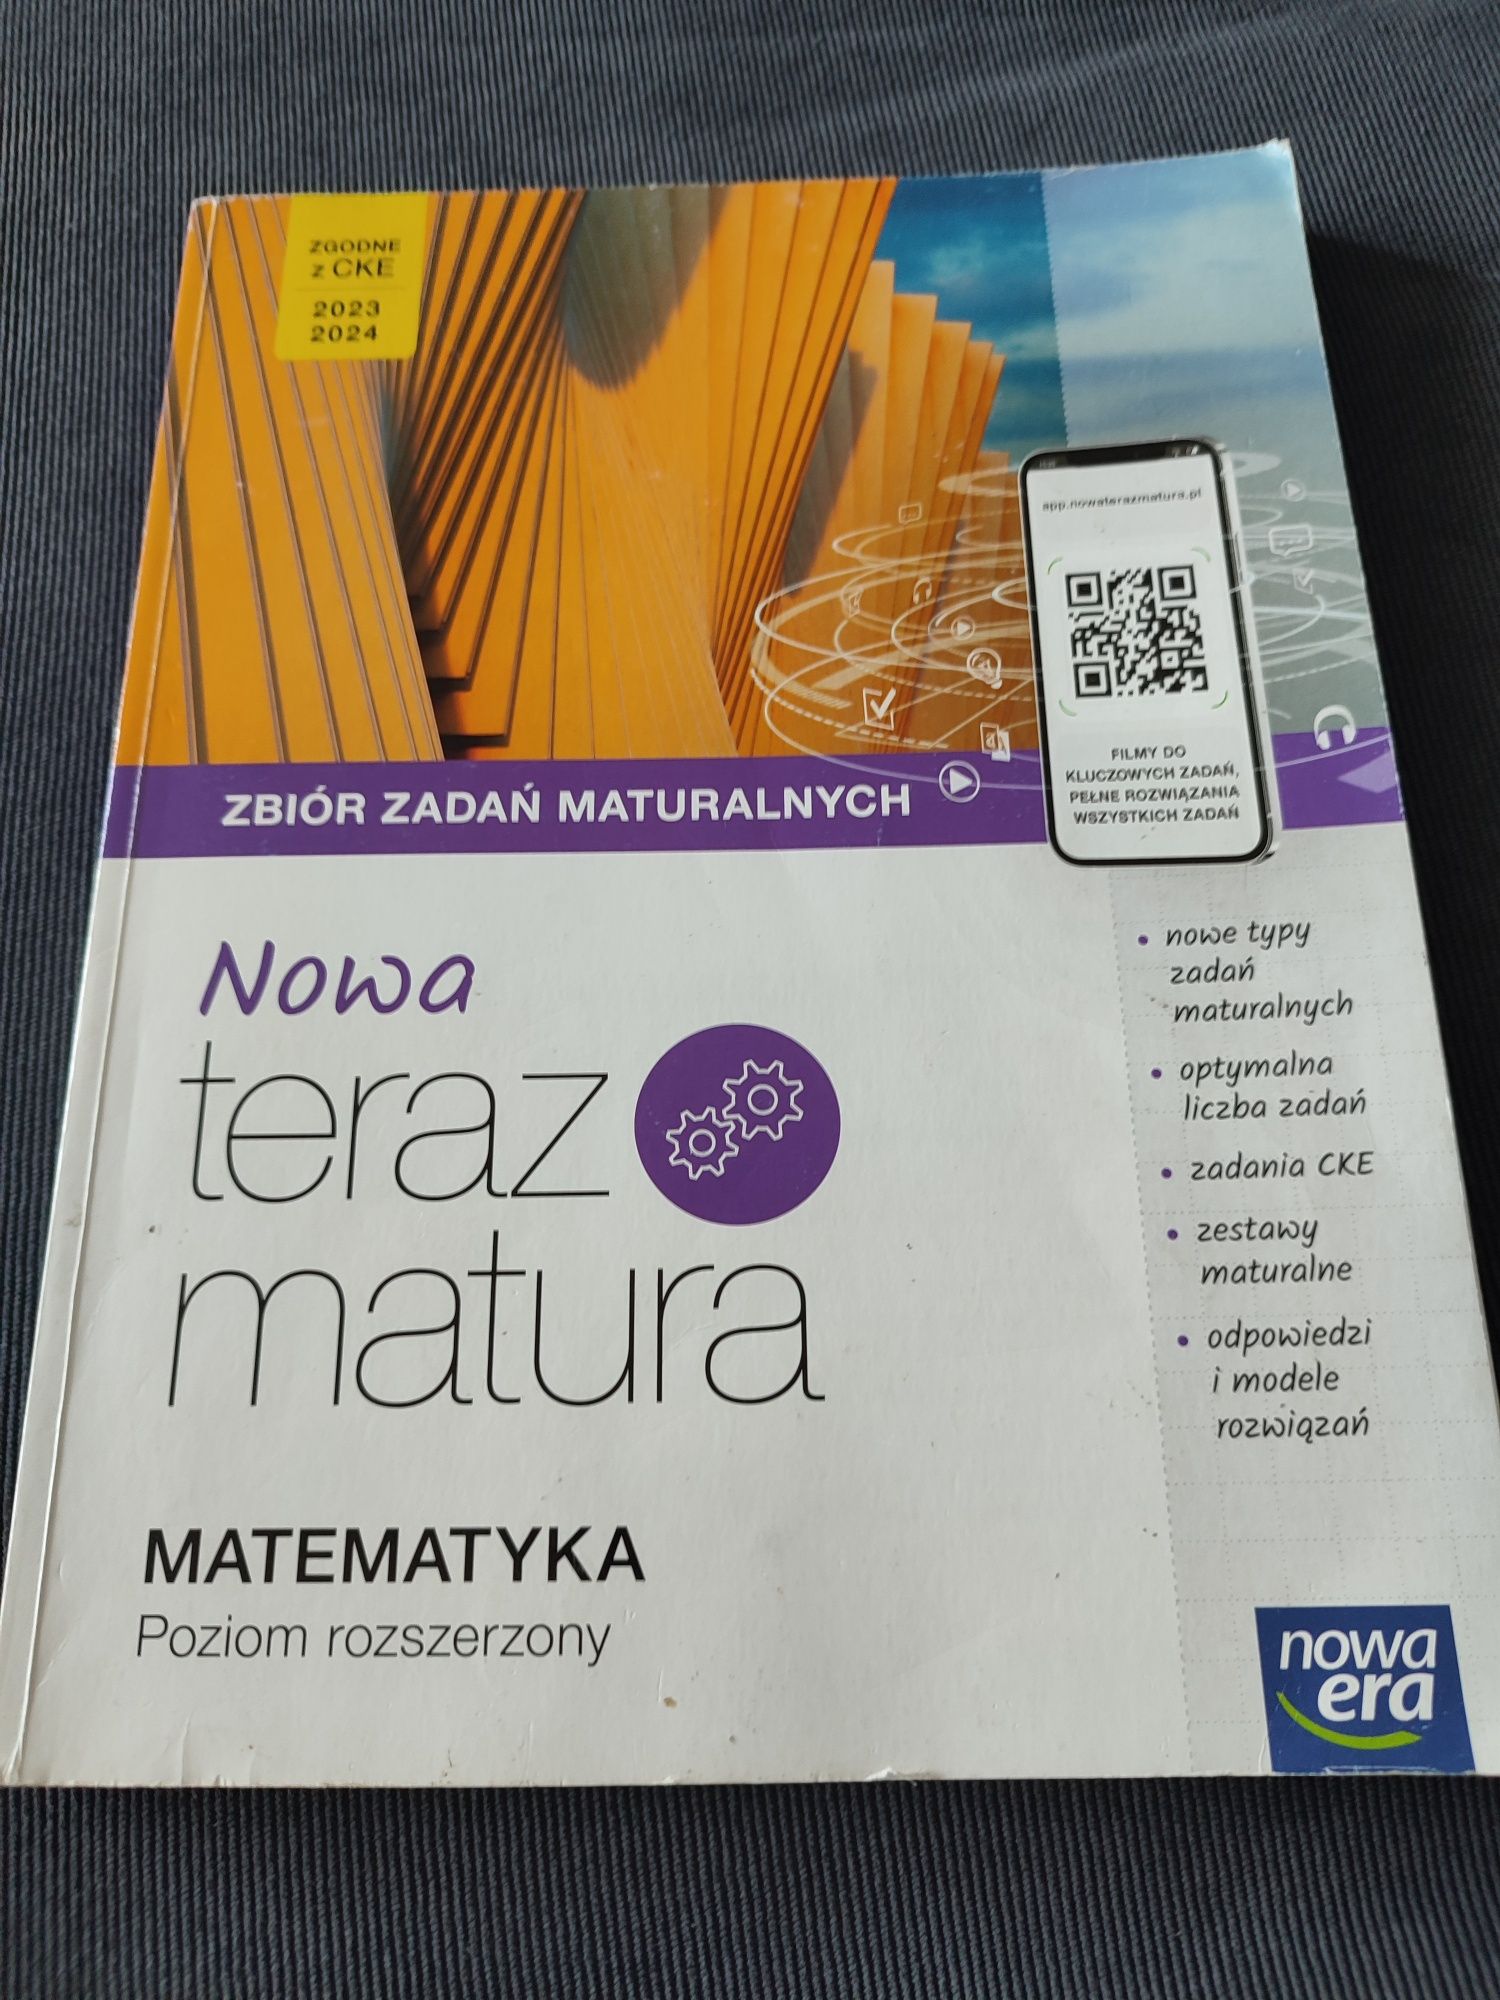 ZGODNE
z CKE
2023
2024
app.nowaterazmatura.pl
FILMY DO
KLUCZOWYCH ZADAŃ,
PEŁNE ROZWIĄZANIA
WSZYSTKICH ZADAŃ
ZBIÓR ZADAŃ MATURALNYCH
Nowa
teraz
matura
• nowe typy
zadań
maturalnych
• optymalna
liczba zadań
• zadania CKE
• zestawy
maturalne
• odpowiedzi
i modele
rozwiązań
MATEMATYKA
Poziom rozszerzony
nowa
era